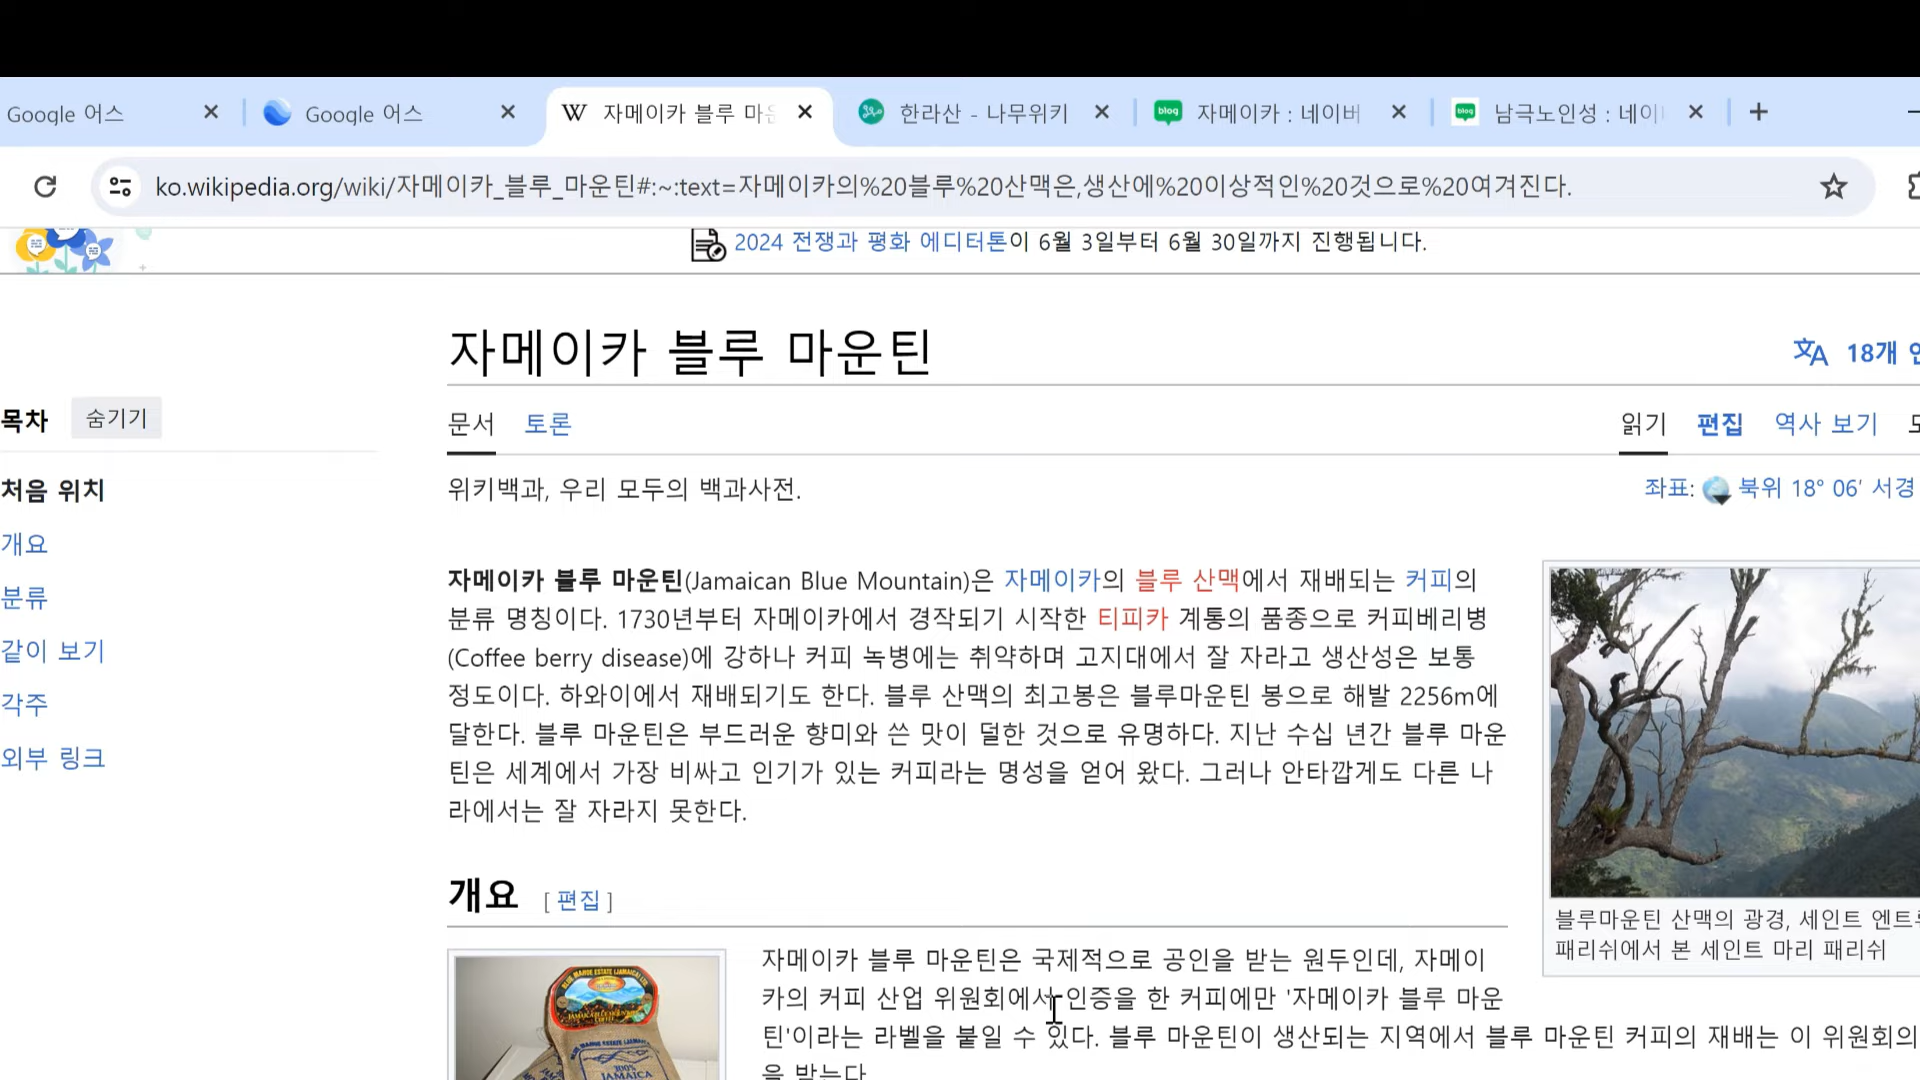 Google 어스
Google 어스
W 자메이카 블루 마운
한라산 - 나무위키
blog 자메이카 : 네이버
blog 남극노인성 : 네이버
ko.wikipedia.org/wiki/자메이카_블루_마운틴#:~:text=자메이카의%20블루%20산맥은,생산에%20이상적인%20것으로%20여겨진다.
2024 전쟁과 평화 에디터톤이 6월 3일부터 6월 30일까지 진행됩니다.
자메이카 블루 마운틴
18개
목차 숨기기
문서 토론
읽기 편집 역사 보기
처음 위치
위키백과, 우리 모두의 백과사전.
좌표: 북위 18° 06′ 서경
개요
분류
같이 보기
각주
외부 링크
자메이카 블루 마운틴(Jamaican Blue Mountain)은 자메이카의 블루 산맥에서 재배되는 커피의
분류 명칭이다. 1730년부터 자메이카에서 경작되기 시작한 티피카 계통의 품종으로 커피베리병
(Coffee berry disease)에 강하나 커피 녹병에는 취약하며 고지대에서 잘 자라고 생산성은 보통
정도이다. 하와이에서 재배되기도 한다. 블루 산맥의 최고봉은 블루마운틴 봉으로 해발 2256m에
달한다. 블루 마운틴은 부드러운 향미와 쓴 맛이 덜한 것으로 유명하다. 지난 수십 년간 블루 마운
틴은 세계에서 가장 비싸고 인기가 있는 커피라는 명성을 얻어 왔다. 그러나 안타깝게도 다른 나
라에서는 잘 자라지 못한다.
블루마운틴 산맥의 광경, 세인트 엔트루
패리쉬에서 본 세인트 마리 패리쉬
개요 [ 편집 ]
자메이카 블루 마운틴은 국제적으로 공인을 받는 원두인데, 자메이
카의 커피 산업 위원회에서 인증을 한 커피에만 '자메이카 블루 마운
틴'이라는 라벨을 붙일 수 있다. 블루 마운틴이 생산되는 지역에서 블루 마운틴 커피의 재배는 이 위원회의
을 받는다
100%
JAMAICA